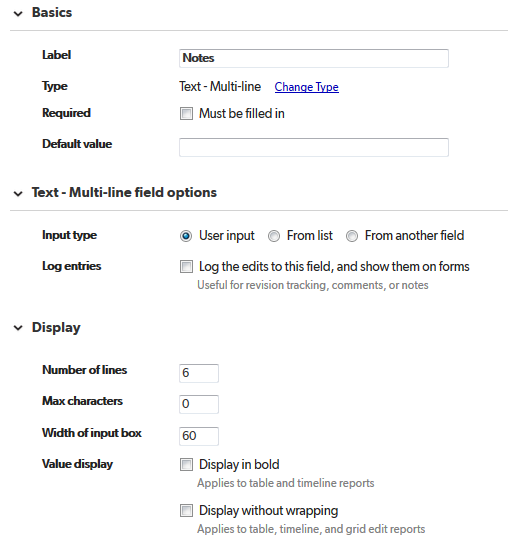 Basics
Label Notes
Type Text - Multi-line Change Type
Required Must be filled in
Default value
Text - Multi-line field options
Input type User input From list From another field
Log entries Log the edits to this field, and show them on forms
Useful for revision tracking, comments, or notes
Display
Number of lines 6
Max characters 0
Width of input box 60
Value display Display in bold
Applies to table and timeline reports
Display without wrapping
Applies to table, timeline, and grid edit reports